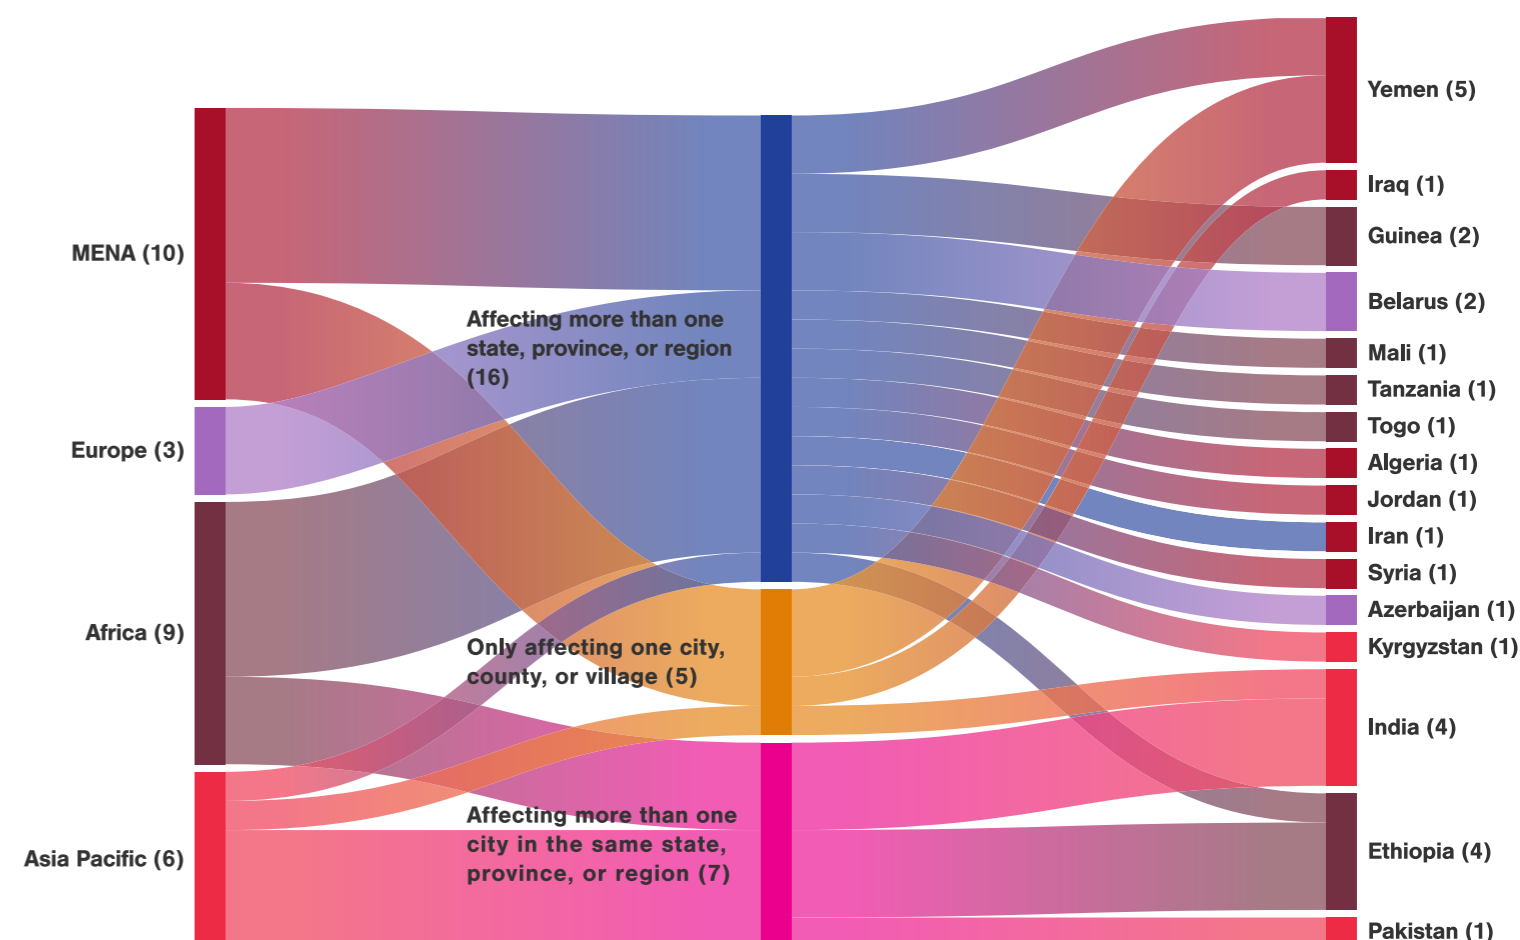 MENA (10)
Europe (3)
Africa (9)
Asia Pacific (6)
Affecting more than one
state, province, or region
(16)
Only affecting one city,
county, or village (5)
Affecting more than one
city in the same state,
province, or region (7)
Yemen (5)
Iraq (1)
Guinea (2)
Belarus (2)
Mali (1)
Tanzania (1)
Togo (1)
Algeria (1)
Jordan (1)
Iran (1)
Syria (1)
Azerbaijan (1)
Kyrgyzstan (1)
India (4)
Ethiopia (4)
Pakistan (1)